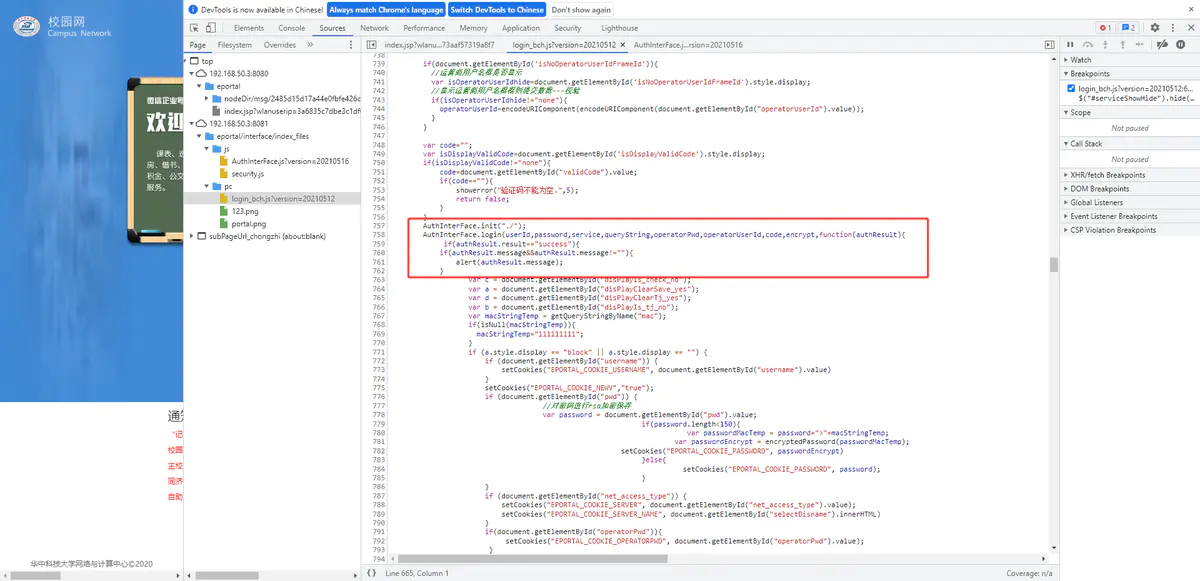 校园网
Campus Network
微信企业号
欢迎
课表、
房、借书、
积金、公文
服务。
通知
"记
校园
主校
同济
自助
华中科技大学网络与计算中心©2020
DevTools is now available in Chinese!
Always match Chrome's language
Switch DevTools to Chinese
Don't show again
Elements
Console
Sources
Network
Performance
Memory
Application
Security
Lighthouse
1
2
Page
Filesystem
Overrides
»
index.jsp?wlanu...73aaf57319a8f7
login_bch.js?version=20210512
AuthInterFace.j...rsion=20210516
top
192.168.50.3:8080
eportal
nodeDir/msg/2485d15d17a44e0fbfe426c
index.jsp?wlanuserip=3a6835c7dbe3c1df
192.168.50.3:8081
eportal/interface/index_files
js
AuthInterFace.js?version=20210516
security.js
pc
login_bch.js?version=20210512
123.png
portal.png
subPageUrl_chongzhi (about:blank)
738
739 if(document.getElementById('isNoOperatorUserIdFrameId')){
740 //运营商用户名框是否显示
741 var isOperatorUserIdhide=document.getElementById('isNoOperatorUserIdFrameId').style.display;
742 //显示运营商用户名框框则提交数据---校验
743 if(isOperatorUserIdhide!="none"){
744 operatorUserId=encodeURIComponent(encodeURIComponent(document.getElementById("operatorUserId").value));
745 }
746 }
747
748 var code="";
749 var isDisplayValidCode=document.getElementById('isDisplayValidCode').style.display;
750 if(isDisplayValidCode!="none"){
751 code=document.getElementById("validCode").value;
752 if(code==""){
753 showerror("验证码不能为空.",5);
754 return false;
755 }
756 }
757 AuthInterFace.init("./");
758 AuthInterFace.login(userId,password,service,queryString,operatorPwd,operatorUserId,code,encrypt,function(authResult){
759 if(authResult.result=="success"){
760 if(authResult.message&&authResult.message!=""){
761 alert(authResult.message);
762 }
763 var c = document.getElementById("disPlayIs_check_no");
764 var a = document.getElementById("disPlayClearSave_yes");
765 var d = document.getElementById("disPlayClearTj_yes");
766 var b = document.getElementById("disPlayIs_tj_no");
767 var macStringTemp = getQueryStringByName("mac");
768 if(isNull(macStringTemp)){
769 macStringTemp="111111111";
770 }
771 if (a.style.display == "block" || a.style.display == "") {
772 if (document.getElementById("username")) {
773 setCookies("EPORTAL_COOKIE_USERNAME", document.getElementById("username").value)
774 }
775 setCookies("EPORTAL_COOKIE_NEWV","true");
776 if (document.getElementById("pwd")) {
777 //对密码进行rsa加密保存
778 var password = document.getElementById("pwd").value;
779 if(password.length<150){
780 var passwordMacTemp = password+">"+macStringTemp;
781 var passwordEncrypt = encryptedPassword(passwordMacTemp);
782 setCookies("EPORTAL_COOKIE_PASSWORD", passwordEncrypt)
783 }else{
784 setCookies("EPORTAL_COOKIE_PASSWORD", password);
785 }
786 }
787 if (document.getElementById("net_access_type")) {
788 setCookies("EPORTAL_COOKIE_SERVER", document.getElementById("net_access_type").value);
789 setCookies("EPORTAL_COOKIE_SERVER_NAME", document.getElementById("selectDisname").innerHTML)
790 }
791 if(document.getElementById("operatorPwd")){
792 setCookies("EPORTAL_COOKIE_OPERATORPWD", document.getElementById("operatorPwd").value);
793 }
794
{} Line 665, Column 1
Coverage: n/a
Watch
Breakpoints
login_bch.js?version=20210512:6...
$("#serviceShowHide").hide(...
Scope
Not paused
Call Stack
Not paused
XHR/fetch Breakpoints
DOM Breakpoints
Global Listeners
Event Listener Breakpoints
CSP Violation Breakpoints